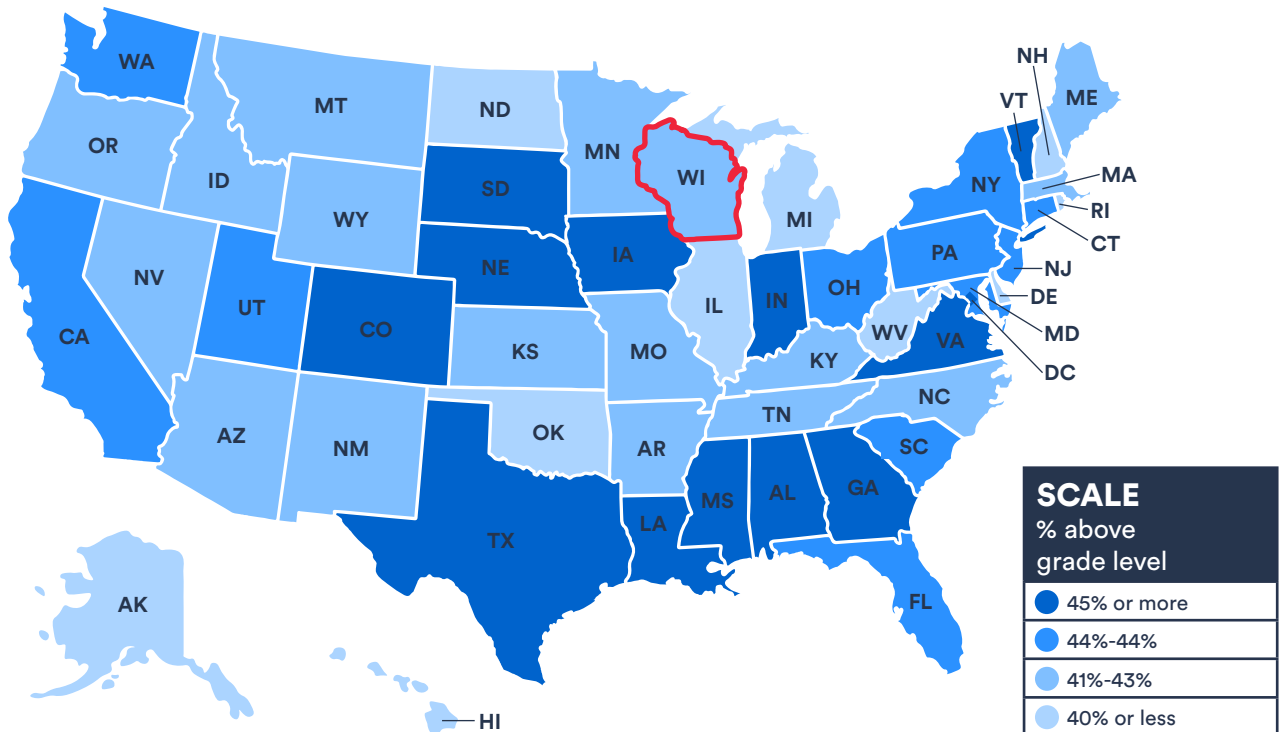 NH
WA
ME
VT
MT
ND
OR
MN
MA
ID
WI
SD
NY
RI
WY
MI
CT
PA
IA
NE
NJ
NV
OH
UT
IN
DE
IL
CO
WV
MD
CA
VA
KS
MO
KY
DC
NC
TN
OK
AZ
NM
AR
SC
MS
AL
GA
LA
TX
FL
AK
HI
SCALE
% above
grade level
45% or more
44%-44%
41%-43%
40% or less